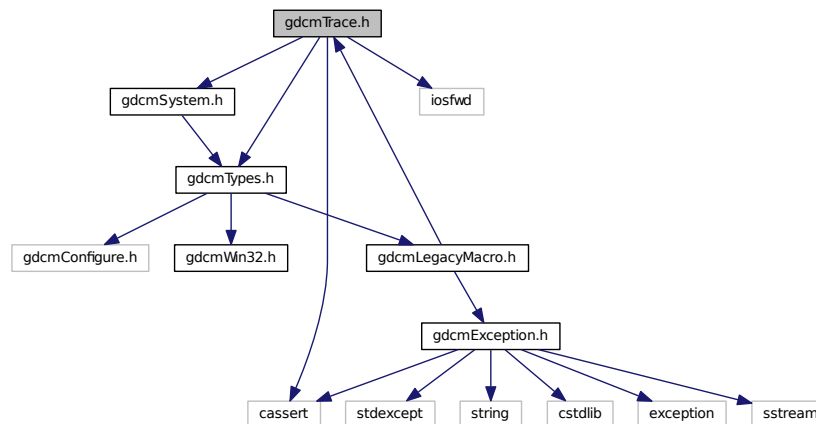 gdcmTrace.h
gdcmSystem.h
iosfwd
gdcmTypes.h
gdcmConfigure.h
gdcmWin32.h
gdcmLegacyMacro.h
gdcmException.h
cassert
stdexcept
string
cstdlib
exception
sstream